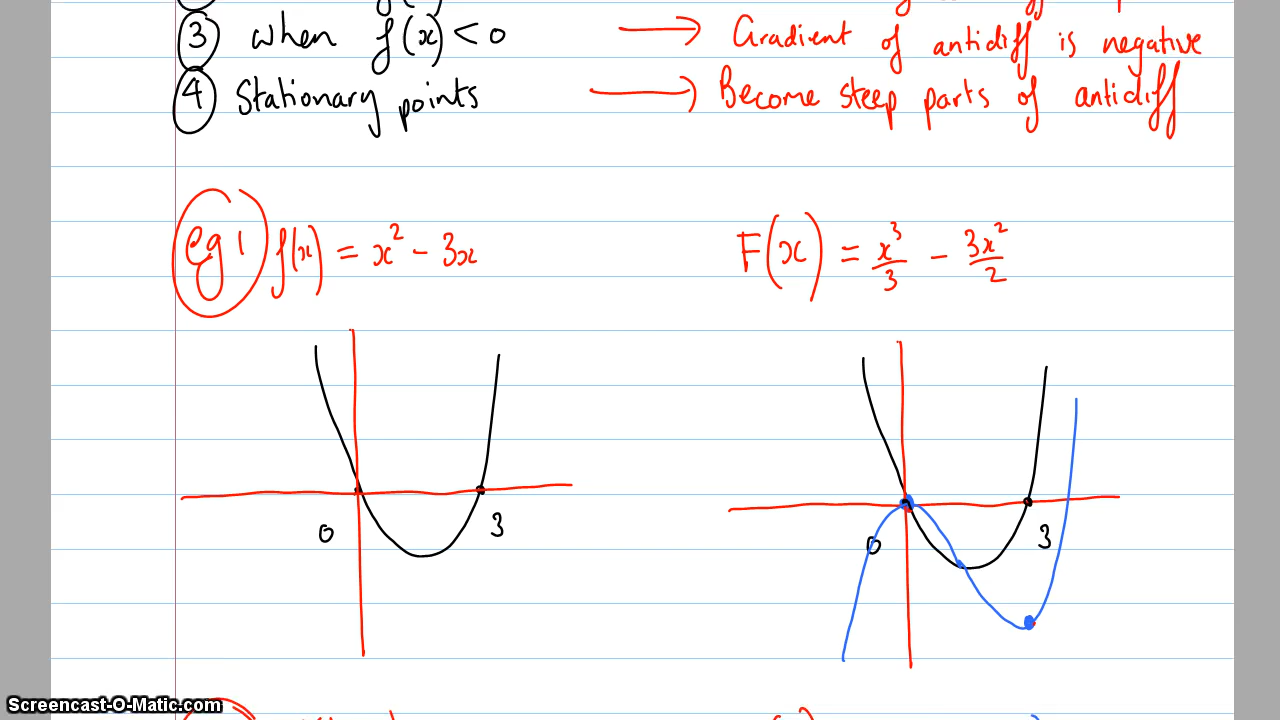 ③ when f(x) < 0 → Gradient of antidiff is negative
④ Stationary points → Become steep parts of antidiff
eg 1 f(x) = x² - 3x
F(x) = x³/3 - 3x²/2
0 3
0 3
Screencast-O-Matic.com